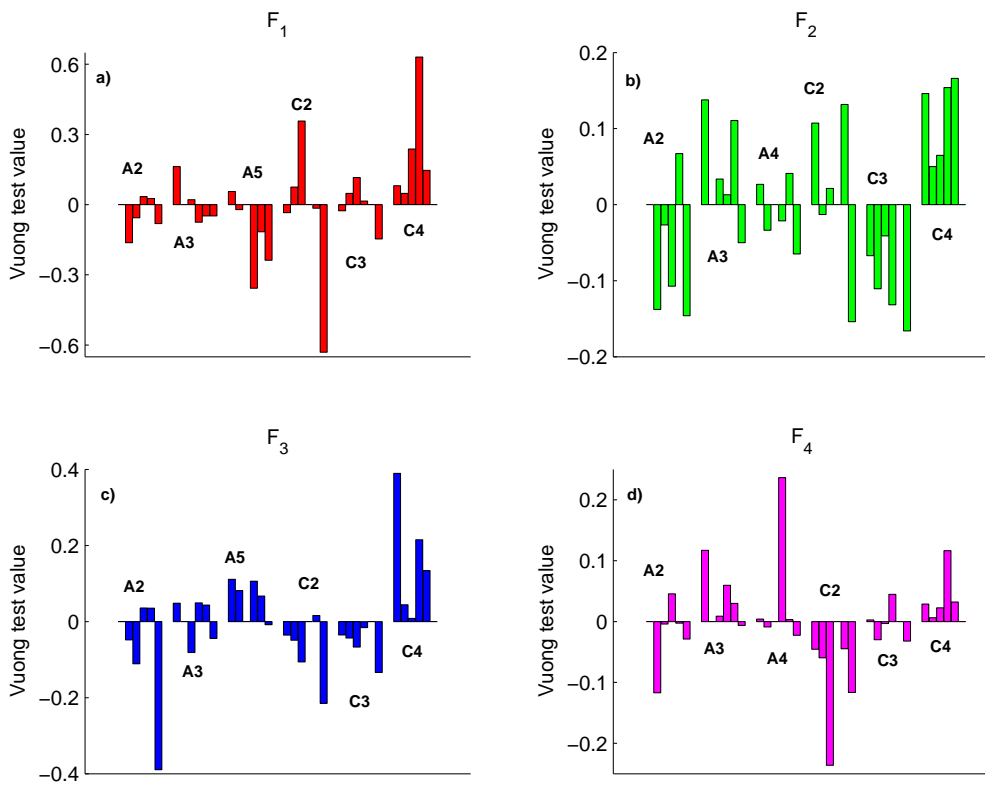 F1
a)
Vuong test value
0.6
0.3
0
−0.3
−0.6
A2
A3
A5
C2
C3
C4
F2
b)
Vuong test value
0.2
0.1
0
−0.1
−0.2
A2
A3
A4
C2
C3
C4
F3
c)
Vuong test value
0.4
0.2
0
−0.2
−0.4
A2
A3
A5
C2
C3
C4
F4
d)
Vuong test value
0.2
0.1
0
−0.1
−0.2
A2
A3
A4
C2
C3
C4